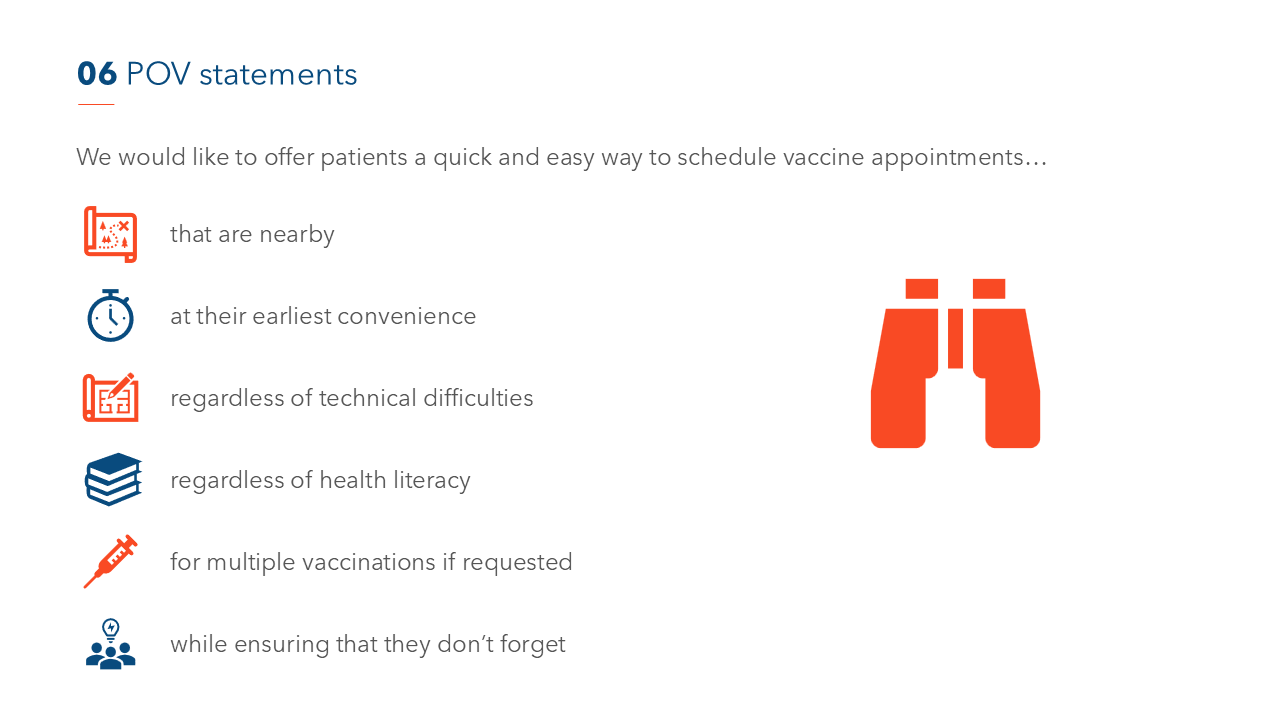 06 POV statements
We would like to offer patients a quick and easy way to schedule vaccine appointments…
that are nearby
at their earliest convenience
regardless of technical difficulties
regardless of health literacy
for multiple vaccinations if requested
while ensuring that they don’t forget